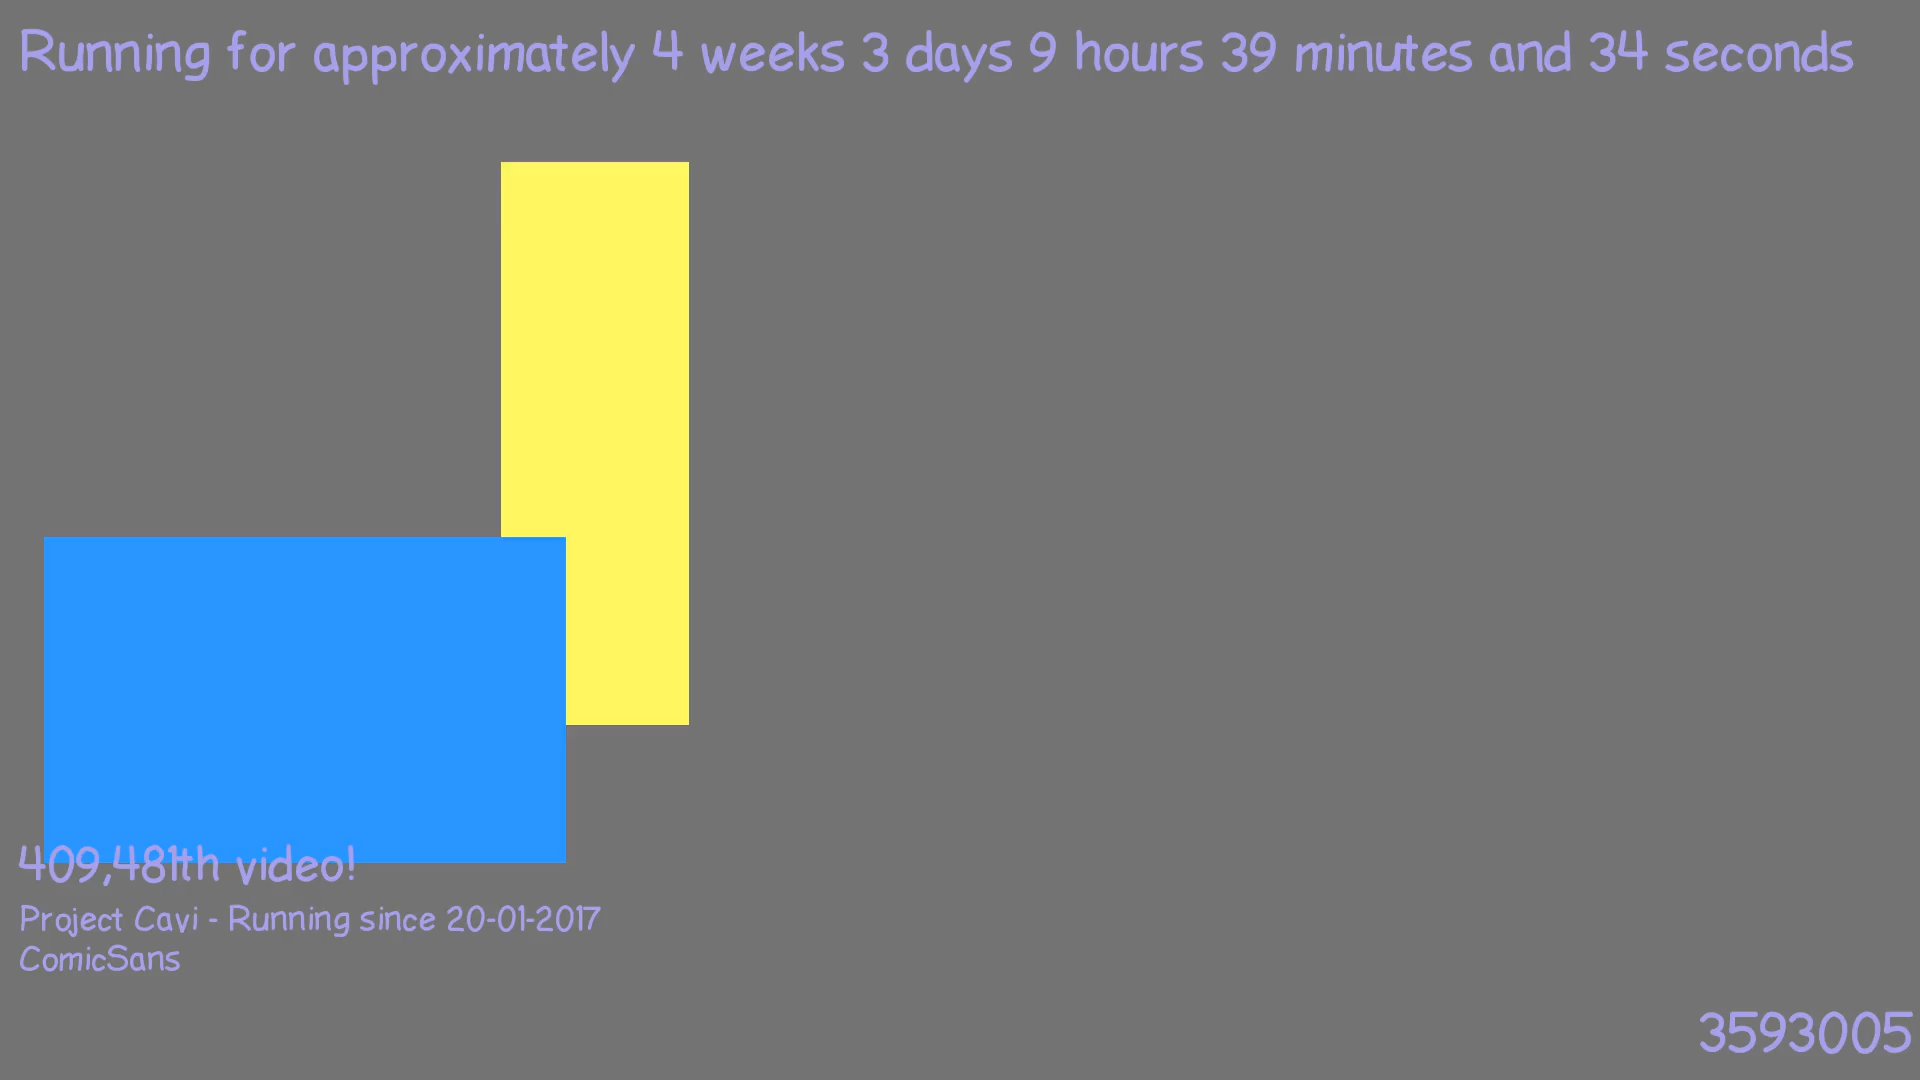 Running for approximately 4 weeks 3 days 9 hours 39 minutes and 34 seconds
409,481th video!
Project Cavi - Running since 20-01-2017
ComicSans
3593005